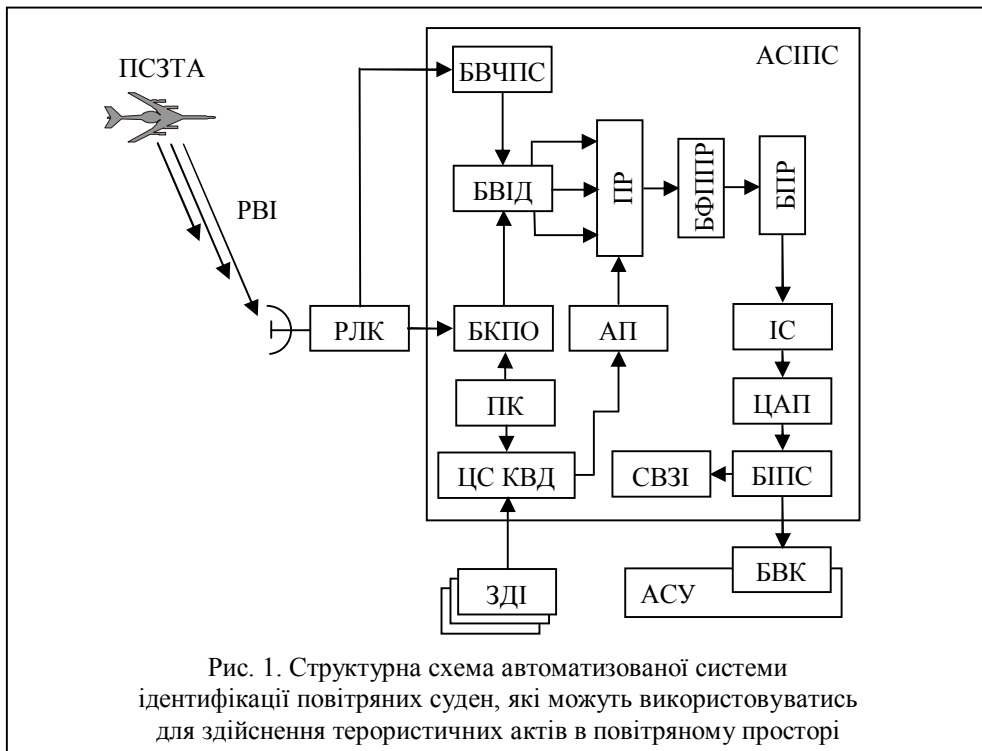 ПСЗТА
АСІПС
БВЧПС
БВІД
ПР
БФІППР
БПР
РВІ
РЛК
БКПО
АП
ІС
ПК
ЦАП
ЦС КВД
СВЗІ
БІПС
БВК
ЗДІ
АСУ
Рис. 1. Структурна схема автоматизованої системи
ідентифікації повітряних суден, які можуть використовуватись
для здійснення терористичних актів в повітряному просторі